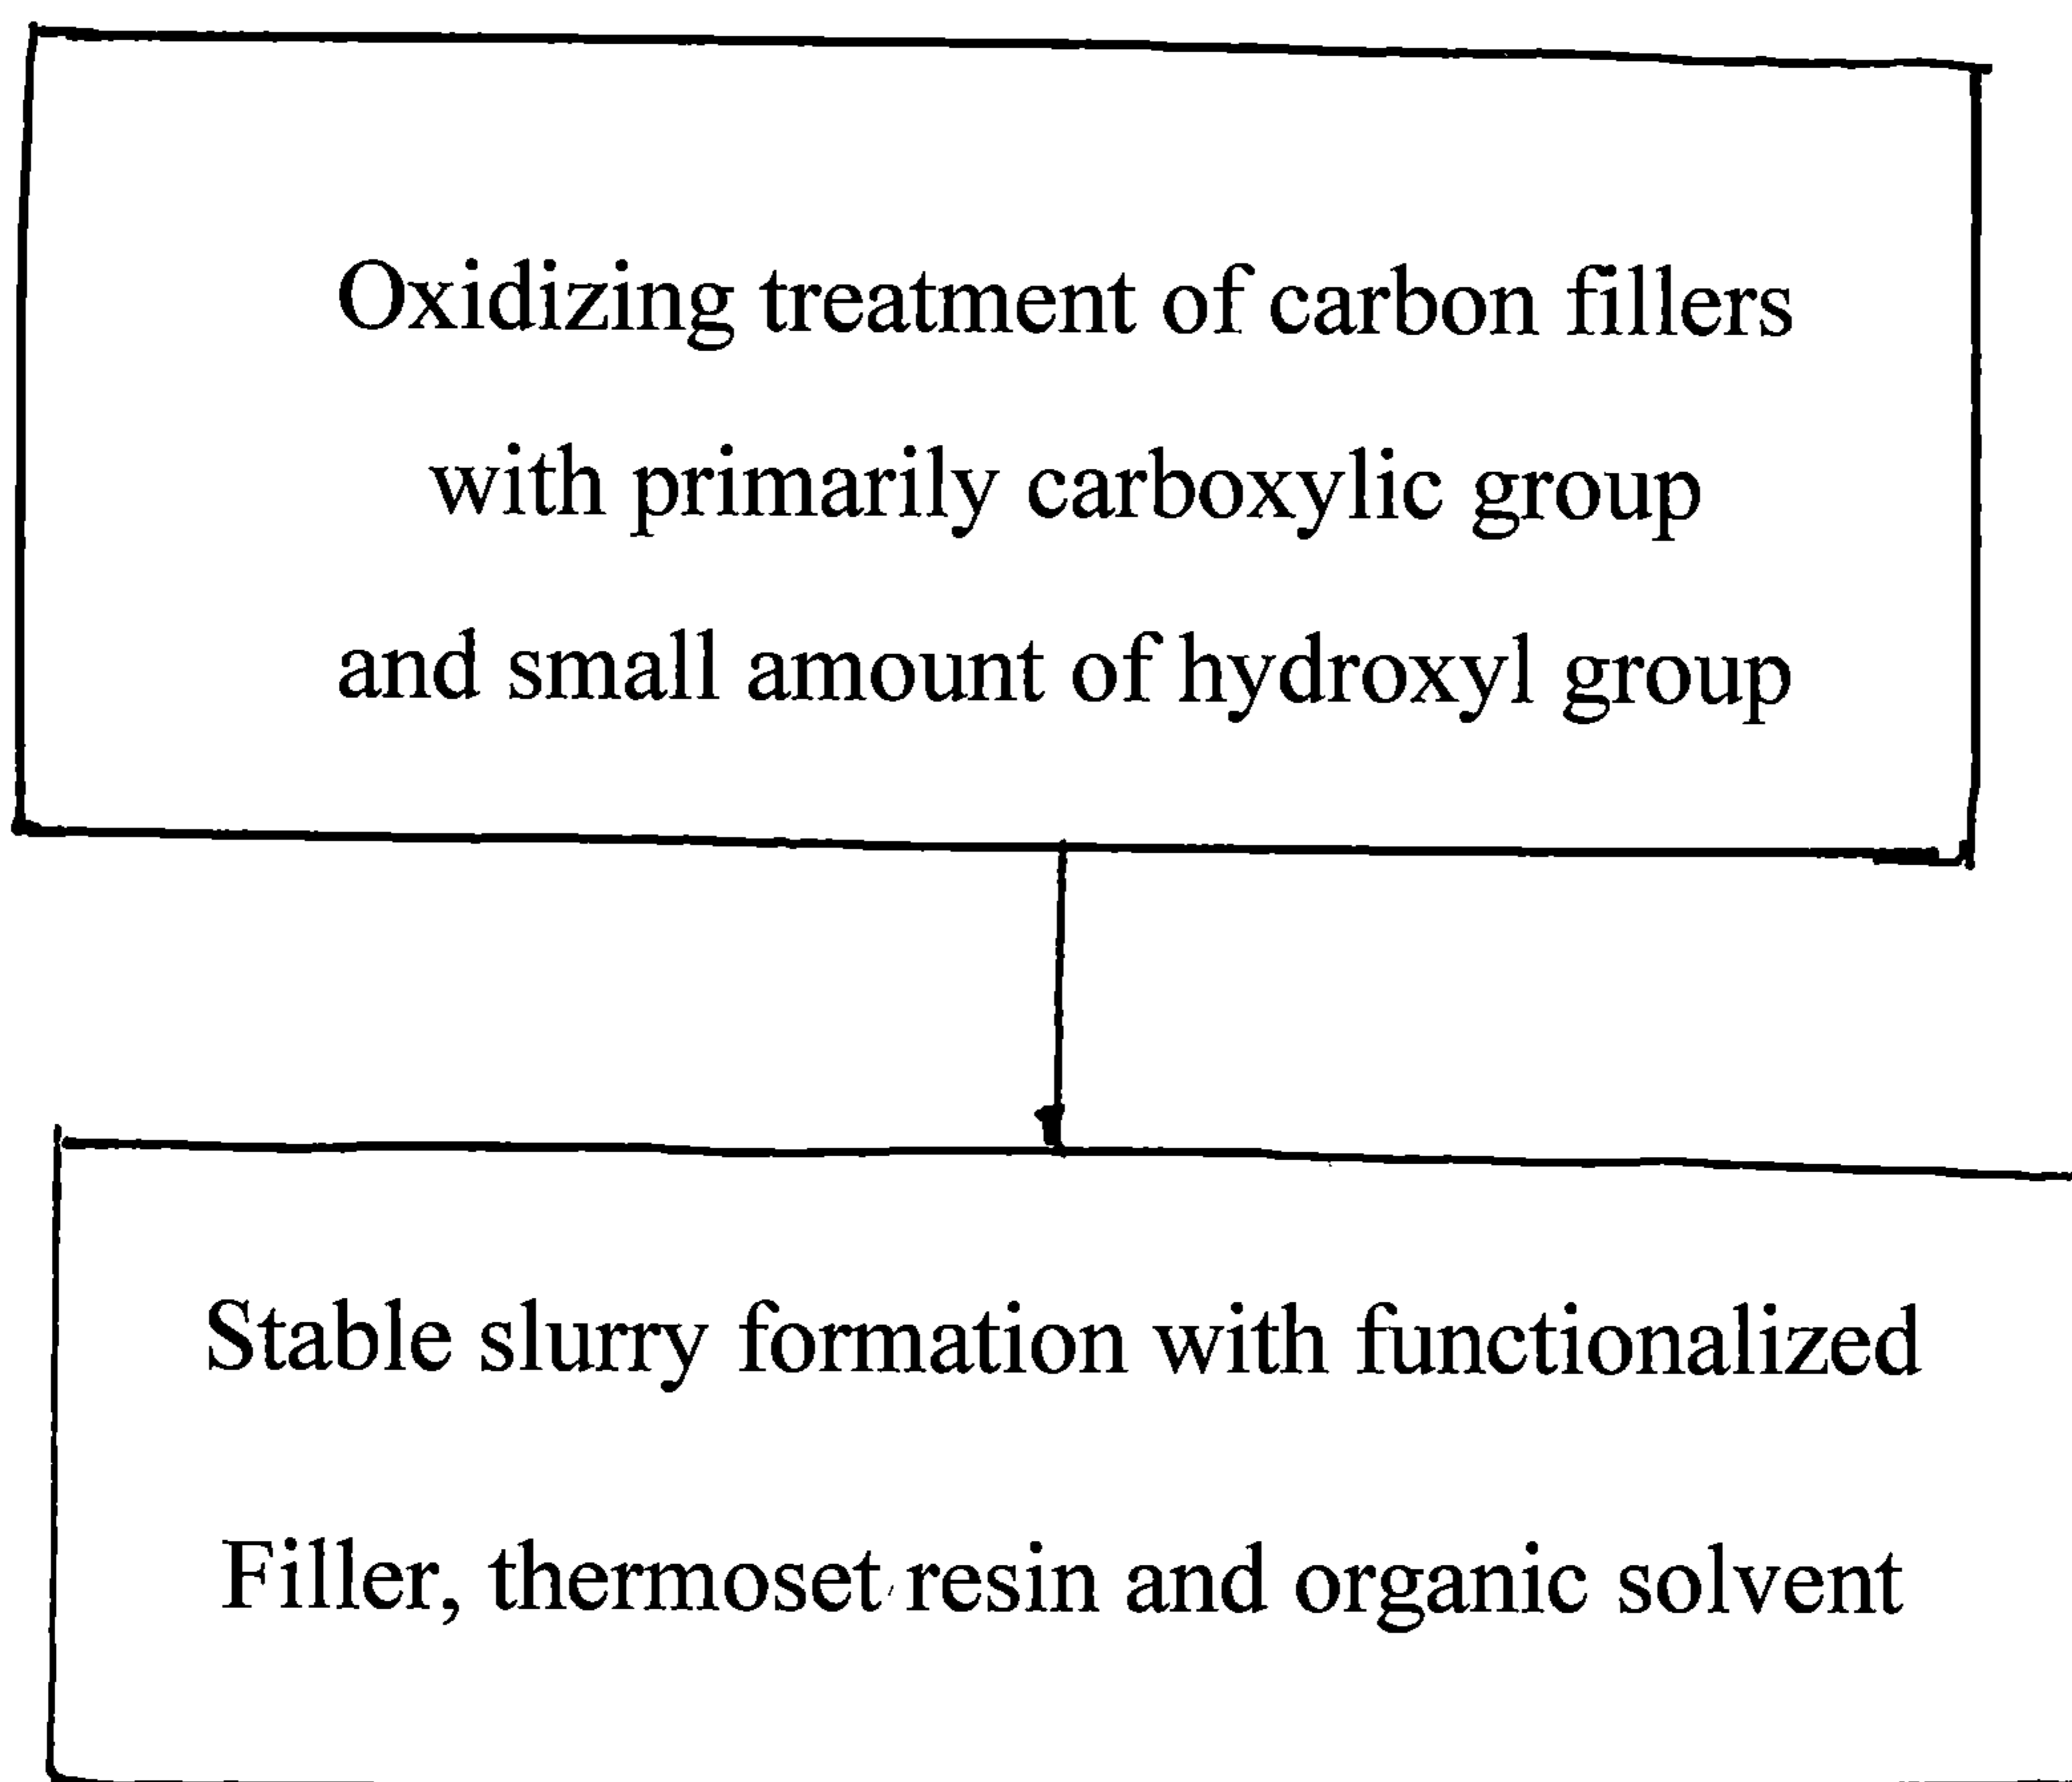 Oxidizing treatment of carbon fillers
with primarily carboxylic group
and small amount of hydroxyl group
Stable slurry formation with functionalized
Filler, thermoset resin and organic solvent